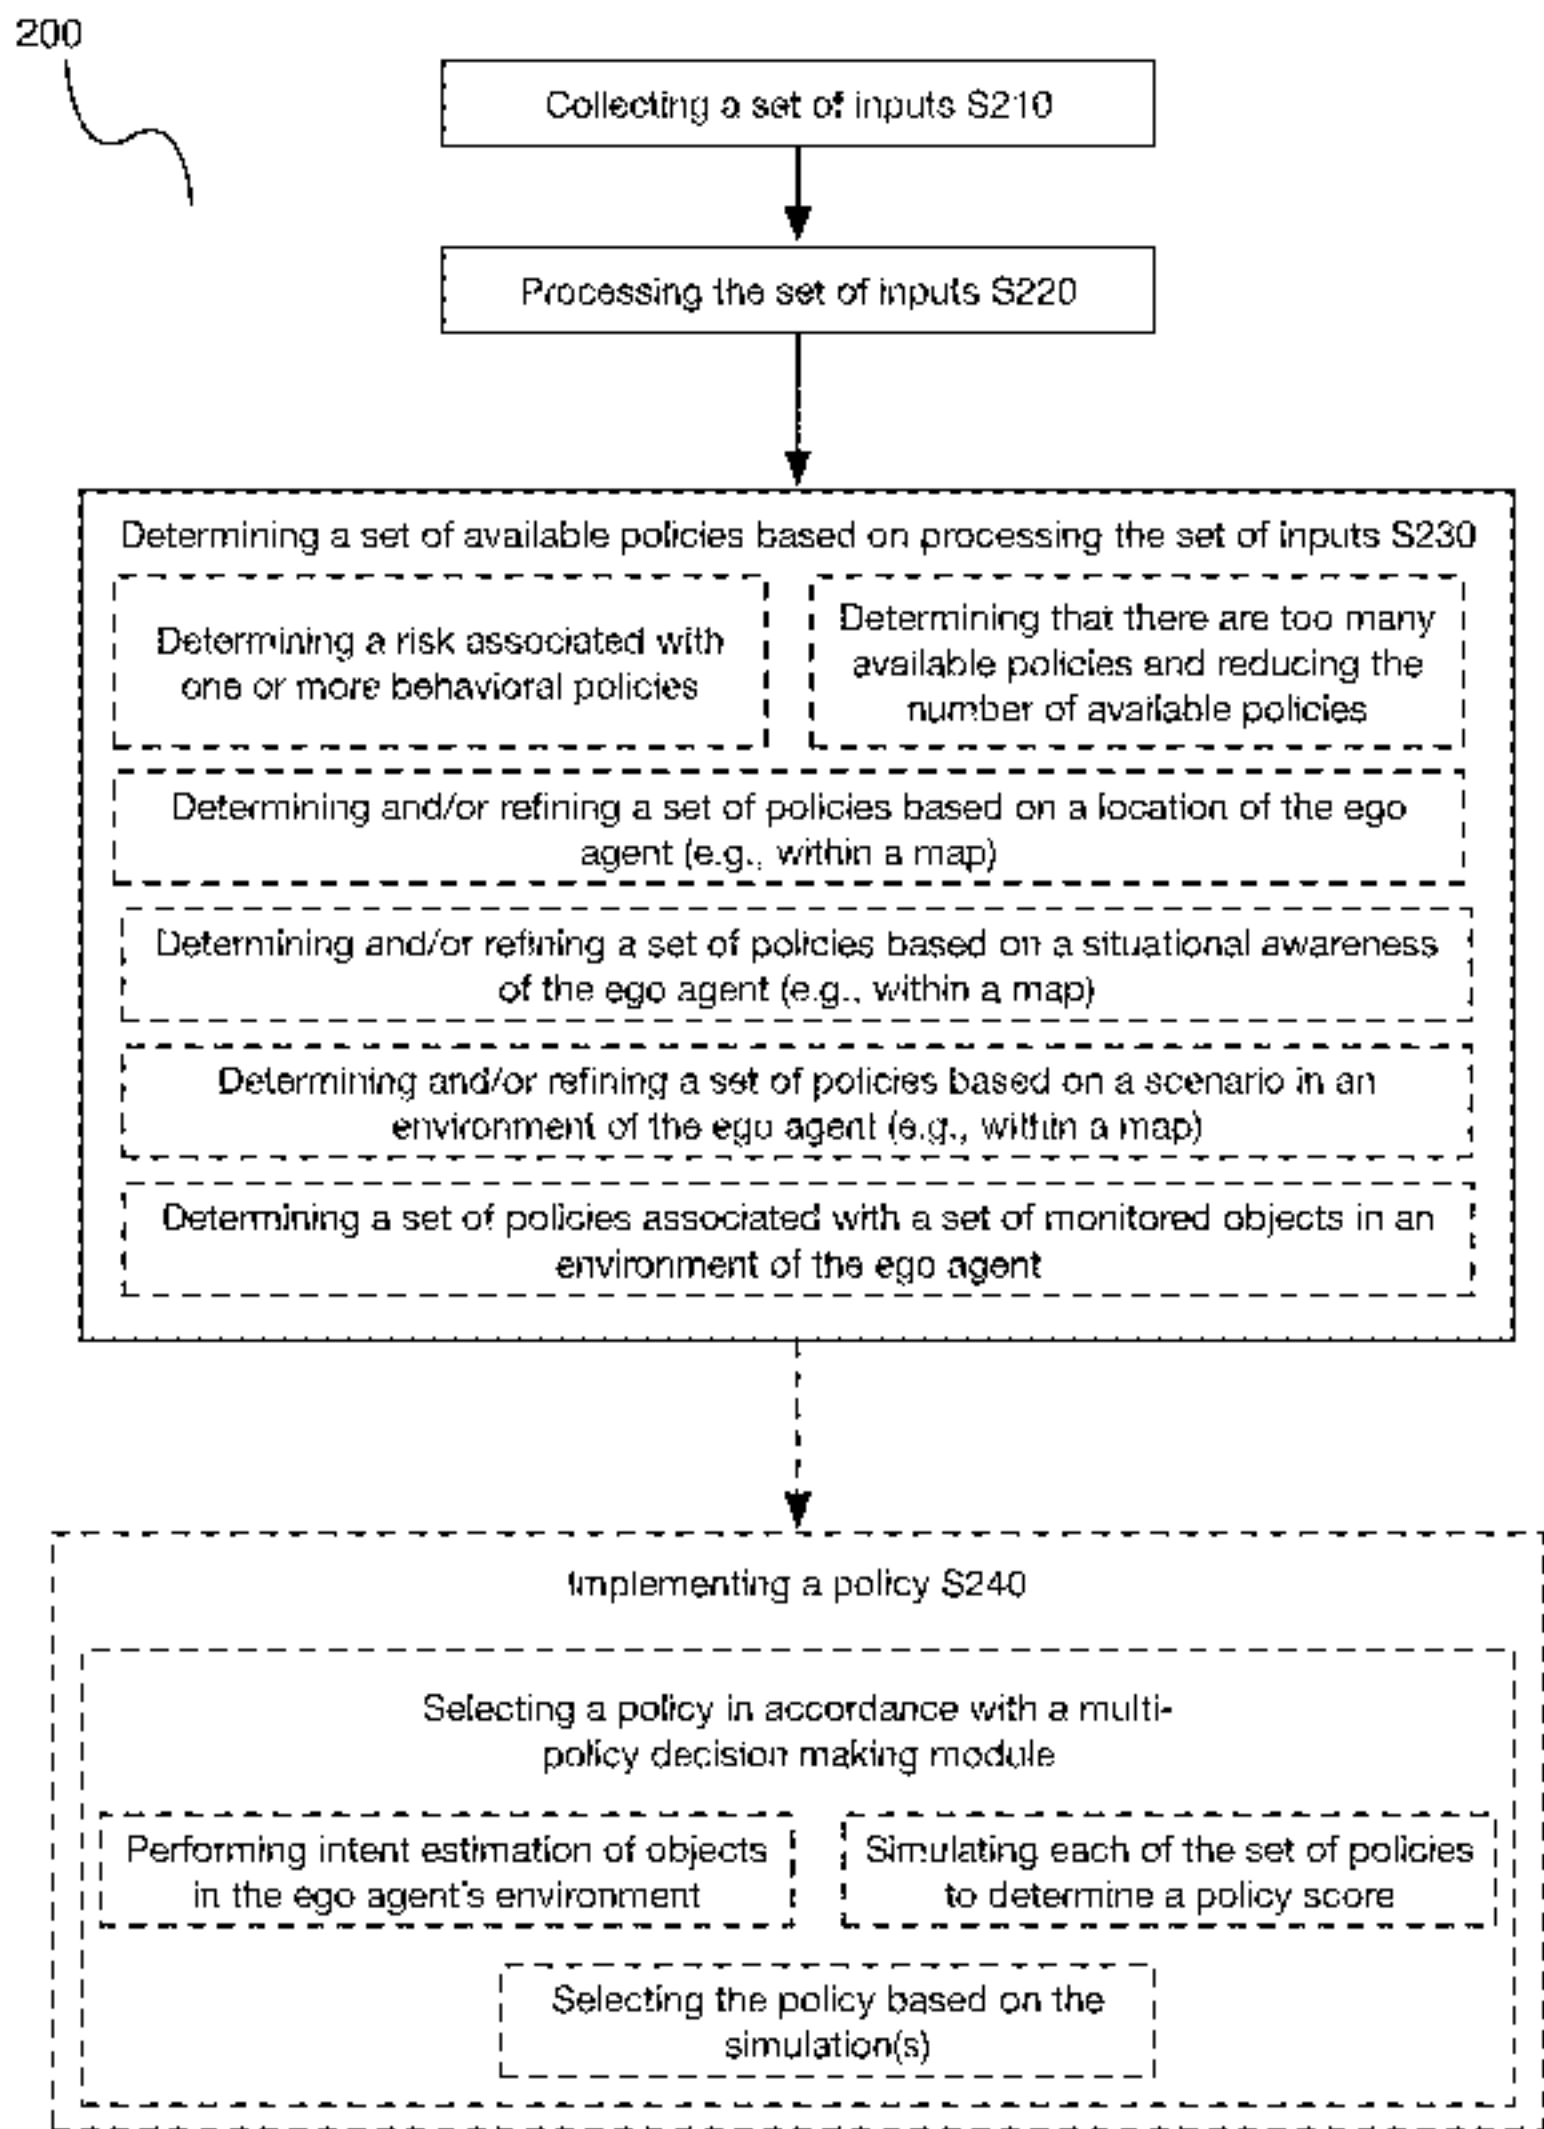 200
Collecting a set of inputs S210
Processing the set of inputs S220
Determining a set of available policies based on processing the set of inputs S230
Determining a risk associated with
one or more behavioral policies
Determining that there are too many
available policies and reducing the
number of available policies
Determining and/or refining a set of policies based on a location of the ego
agent (e.g., within a map)
Determining and/or refining a set of policies based on a situational awareness
of the ego agent (e.g., within a map)
Determining and/or refining a set of policies based on a scenario in an
environment of the ego agent (e.g., within a map)
Determining a set of policies associated with a set of monitored objects in an
environment of the ego agent
Implementing a policy S240
Selecting a policy in accordance with a multi-
policy decision making module
Performing intent estimation of objects
in the ego agent's environment
Simulating each of the set of policies
to determine a policy score
Selecting the policy based on the
simulation(s)